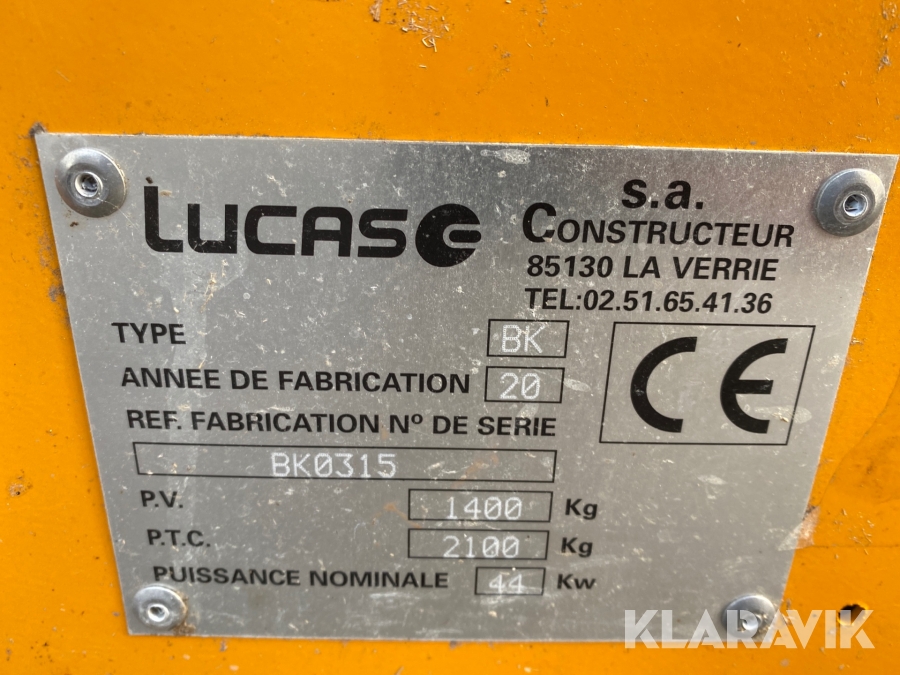 LUCAS
s.a.
CONSTRUCTEUR
85130 LA VERRIE
TEL:02.51.65.41.36
TYPE BK
ANNEE DE FABRICATION 20
CE
REF. FABRICATION Nº DE SERIE
BK0315
P.V. 1400 Kg
P.T.C. 2100 Kg
PUISSANCE NOMINALE 44 Kw
KLARAVIK